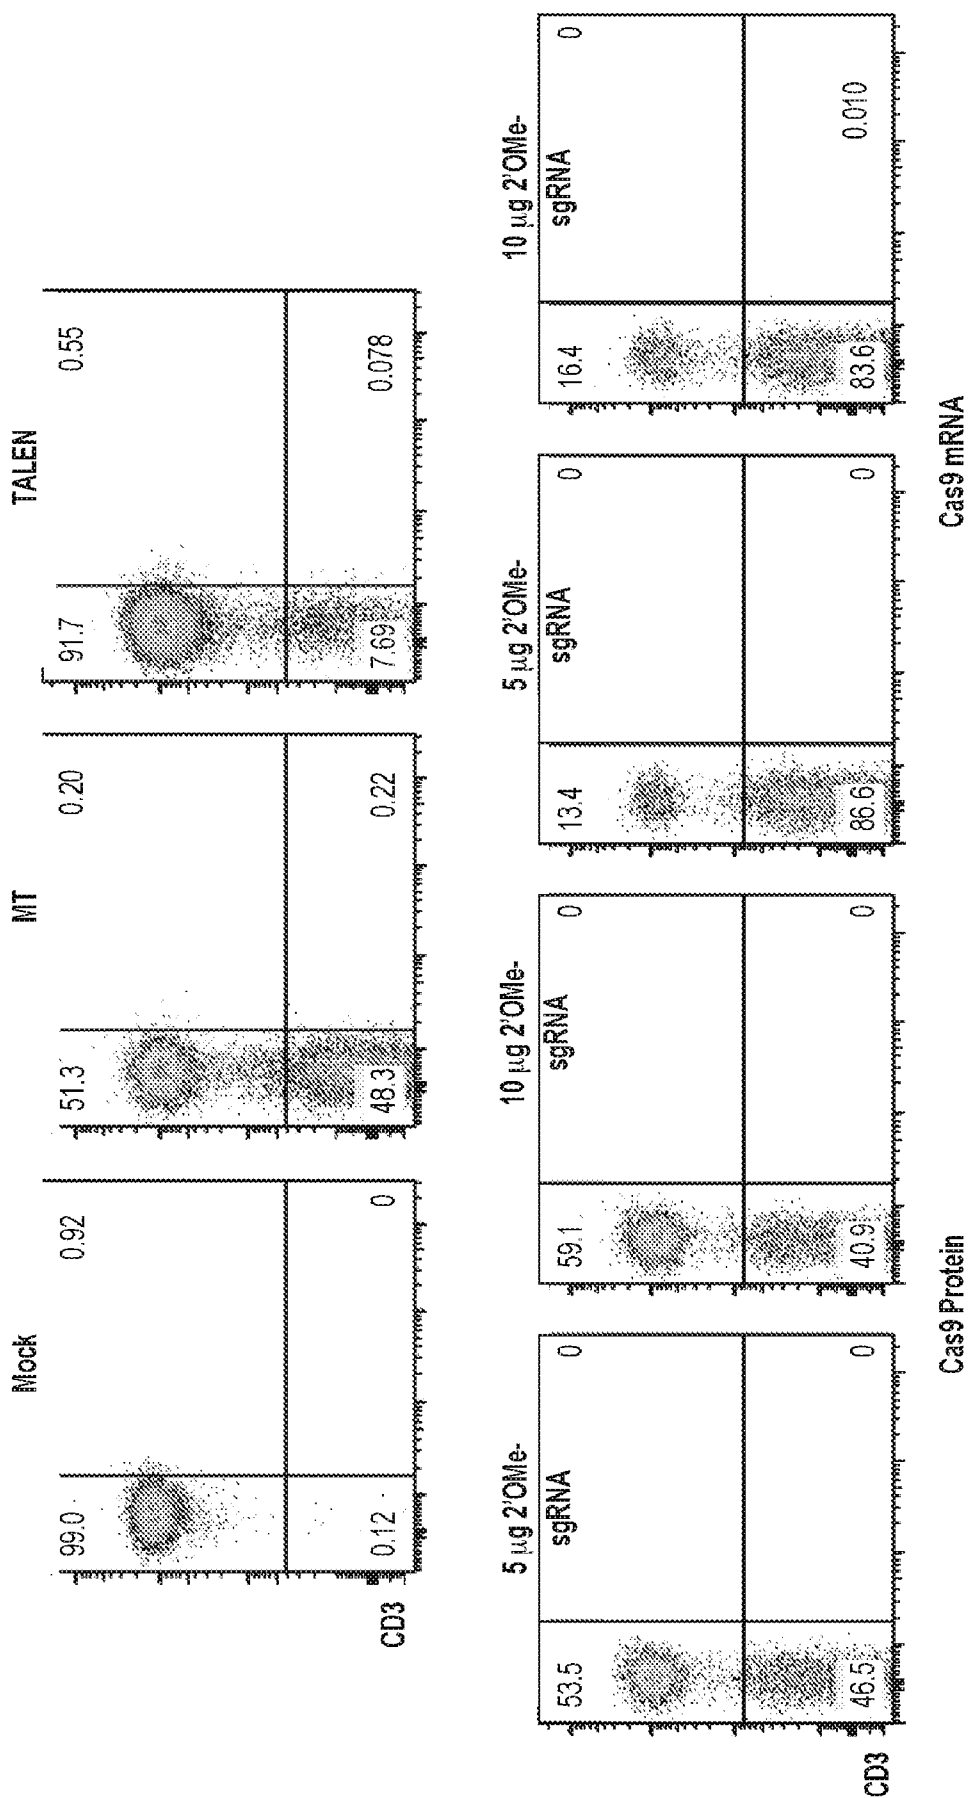 Mock
99.0
0.92
0.12
0
CD3
MT
51.3
0.20
48.3
0.22
TALEN
91.7
0.55
7.69
0.078
5 µg 2'OMe-
sgRNA
53.5
0
46.5
0
CD3
10 µg 2'OMe-
sgRNA
59.1
0
40.9
0
Cas9 Protein
5 µg 2'OMe-
sgRNA
13.4
0
86.6
0
10 µg 2'OMe-
sgRNA
16.4
0
83.6
0.010
Cas9 mRNA